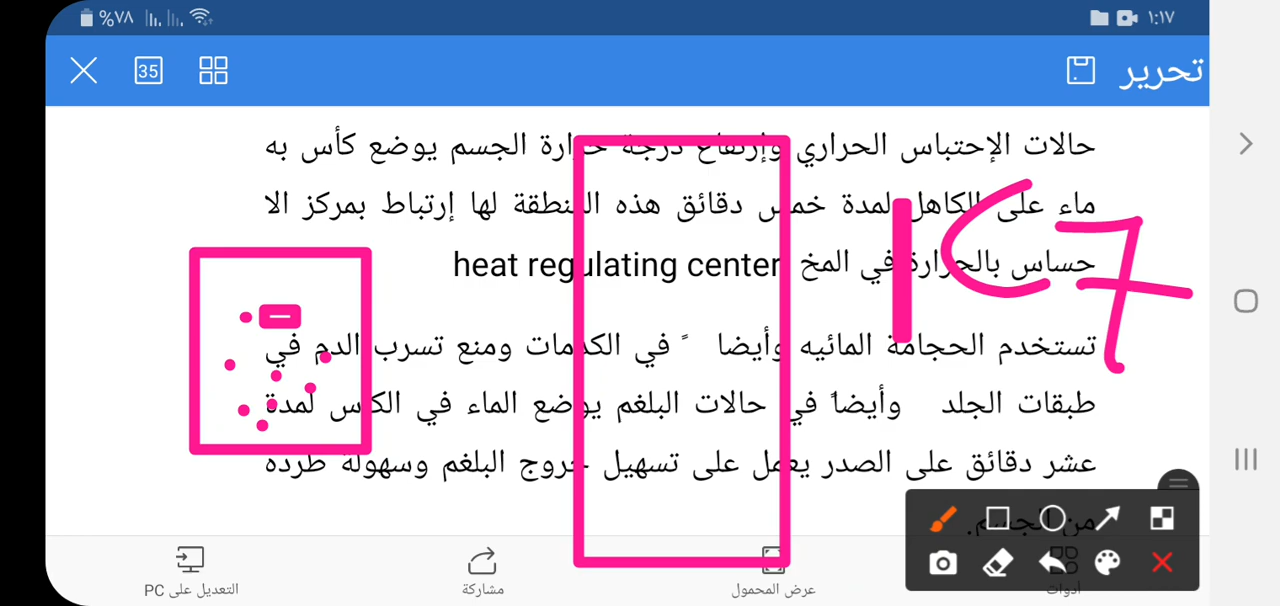 %٧٨ ١:١٧
تحرير 35
حالات الإحتباس الحراري وإرتفاع درجة حرارة الجسم يوضع كأس به
ماء على الكاهل لمدة خمس دقائق هذه المنطقة لها إرتباط بمركز الا
حساس بالحرارة في المخ heat regulating center
تستخدم الحجامة المائيه وأيضا ً في الكدمات ومنع تسرب الدم في
طبقات الجلد وأيضاً في حالات البلغم يوضع الماء في الكاس لمدة
عشر دقائق على الصدر يعمل على تسهيل خروج البلغم وسهولة طرده
من الجسم.
أدوات
عرض المحمول
مشاركة
التعديل على PC